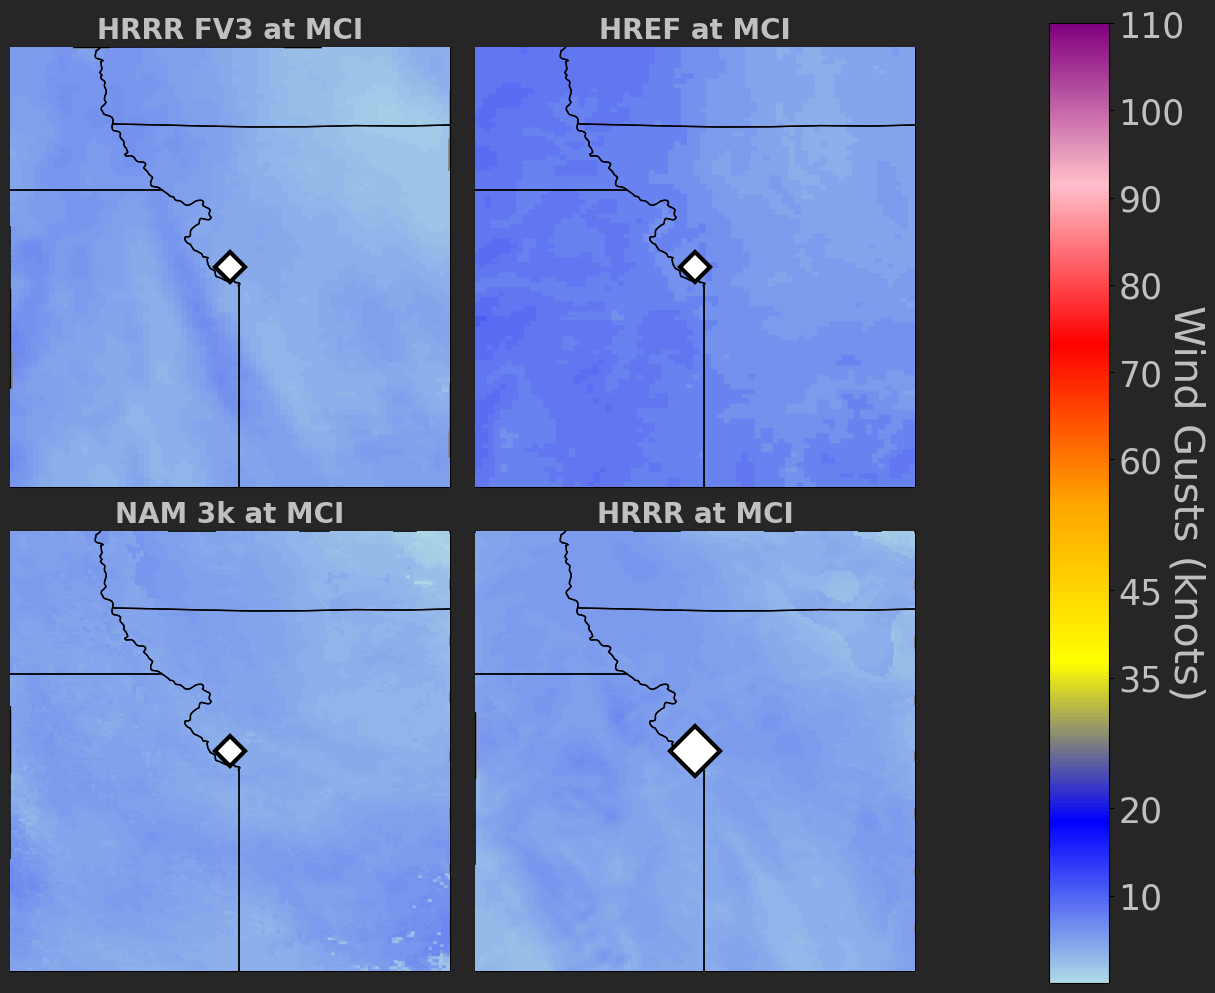 HRRR FV3 at MCI
HREF at MCI
NAM 3k at MCI
HRRR at MCI
110
100
90
80
70
60
45
35
20
10
Wind Gusts (knots)